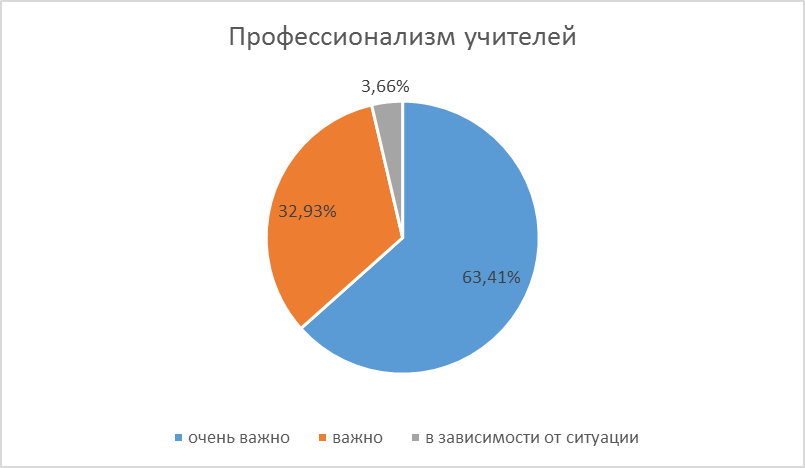 Профессионализм учителей
3,66%
32,93%
63,41%
очень важно важно в зависимости от ситуации